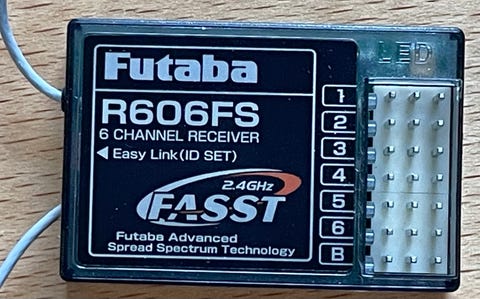 Futaba
LED
R606FS
6 CHANNEL RECEIVER
◀ Easy Link (ID SET)
1
2
3
4
5
6
B
2.4GHz
FASST
Futaba Advanced
Spread Spectrum Technology